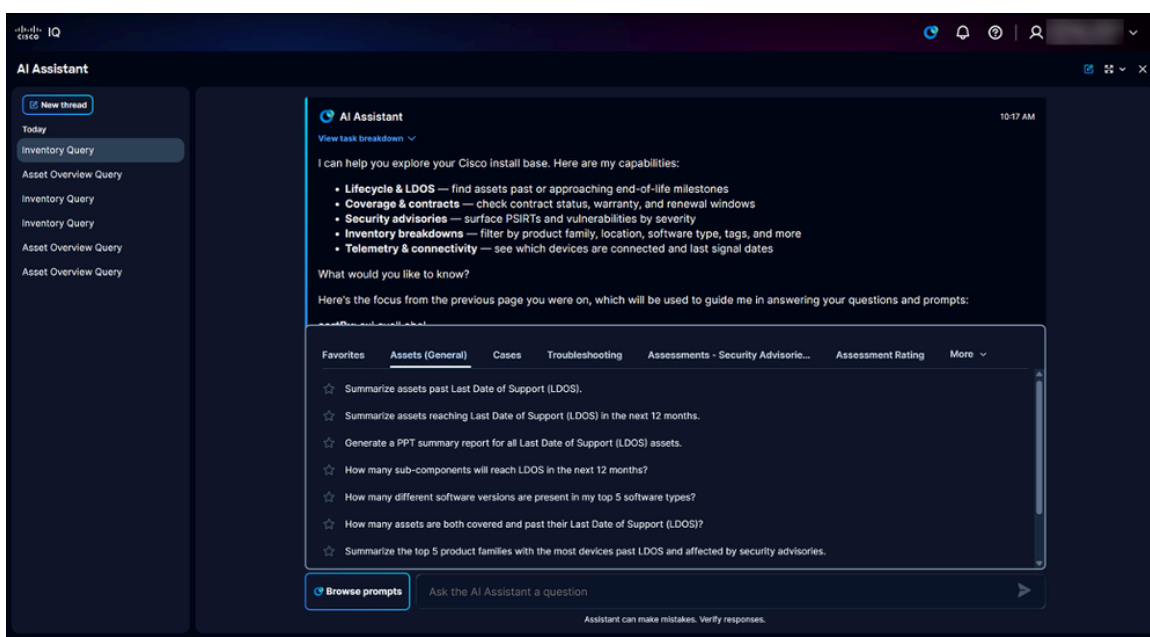 cisco IQ
AI Assistant
New thread
Today
Inventory Query
Asset Overview Query
Inventory Query
Inventory Query
Asset Overview Query
Asset Overview Query
AI Assistant 10:17 AM
View task breakdown
I can help you explore your Cisco install base. Here are my capabilities:
• Lifecycle & LDOS — find assets past or approaching end-of-life milestones
• Coverage & contracts — check contract status, warranty, and renewal windows
• Security advisories — surface PSIRTs and vulnerabilities by severity
• Inventory breakdowns — filter by product family, location, software type, tags, and more
• Telemetry & connectivity — see which devices are connected and last signal dates
What would you like to know?
Here's the focus from the previous page you were on, which will be used to guide me in answering your questions and prompts:
Favorites Assets (General) Cases Troubleshooting Assessments - Security Advisorie... Assessment Rating More
Summarize assets past Last Date of Support (LDOS).
Summarize assets reaching Last Date of Support (LDOS) in the next 12 months.
Generate a PPT summary report for all Last Date of Support (LDOS) assets.
How many sub-components will reach LDOS in the next 12 months?
How many different software versions are present in my top 5 software types?
How many assets are both covered and past their Last Date of Support (LDOS)?
Summarize the top 5 product families with the most devices past LDOS and affected by security advisories.
Browse prompts Ask the AI Assistant a question
Assistant can make mistakes. Verify responses.